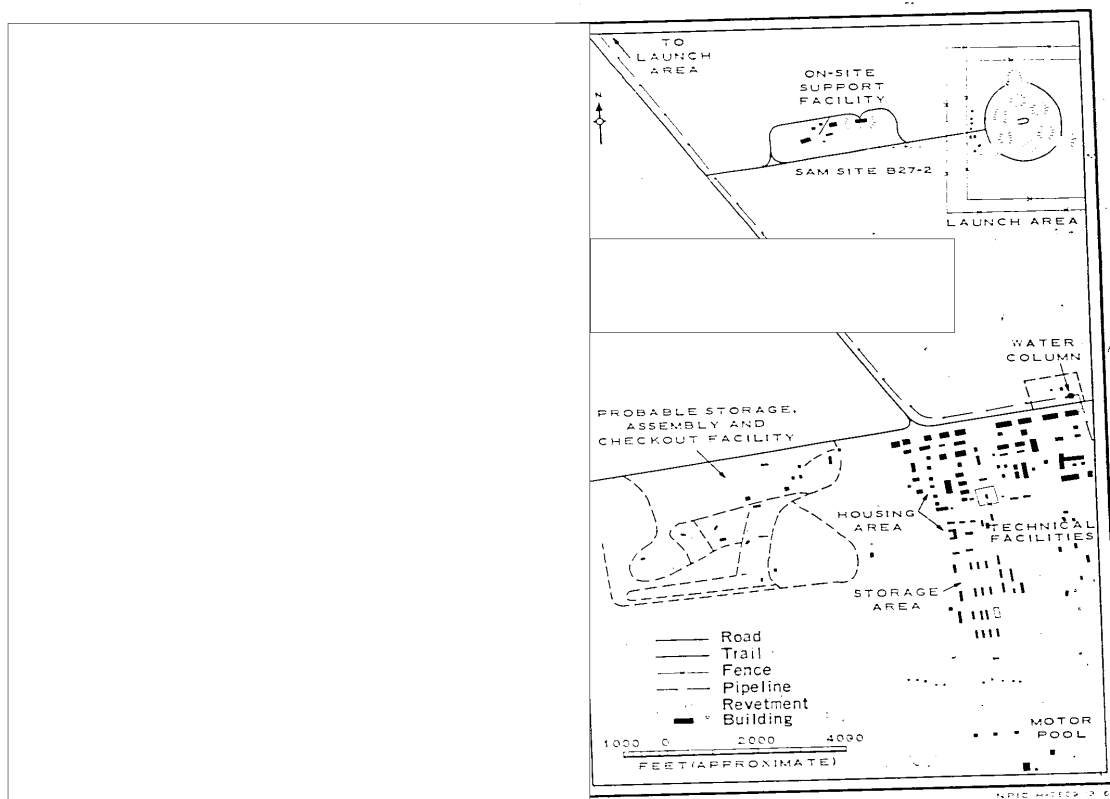 TO
LAUNCH
AREA
ON-SITE
SUPPORT
FACILITY
N
SAM SITE B27-2
LAUNCH AREA
WATER
COLUMN
PROBABLE STORAGE,
ASSEMBLY AND
CHECKOUT FACILITY
HOUSING
AREA
TECHNICAL
FACILITIES
STORAGE
AREA
Road
Trail
Fence
Pipeline
Revetment
Building
MOTOR
POOL
1000 0 2000 4000
FEET (APPROXIMATE)
NPIC